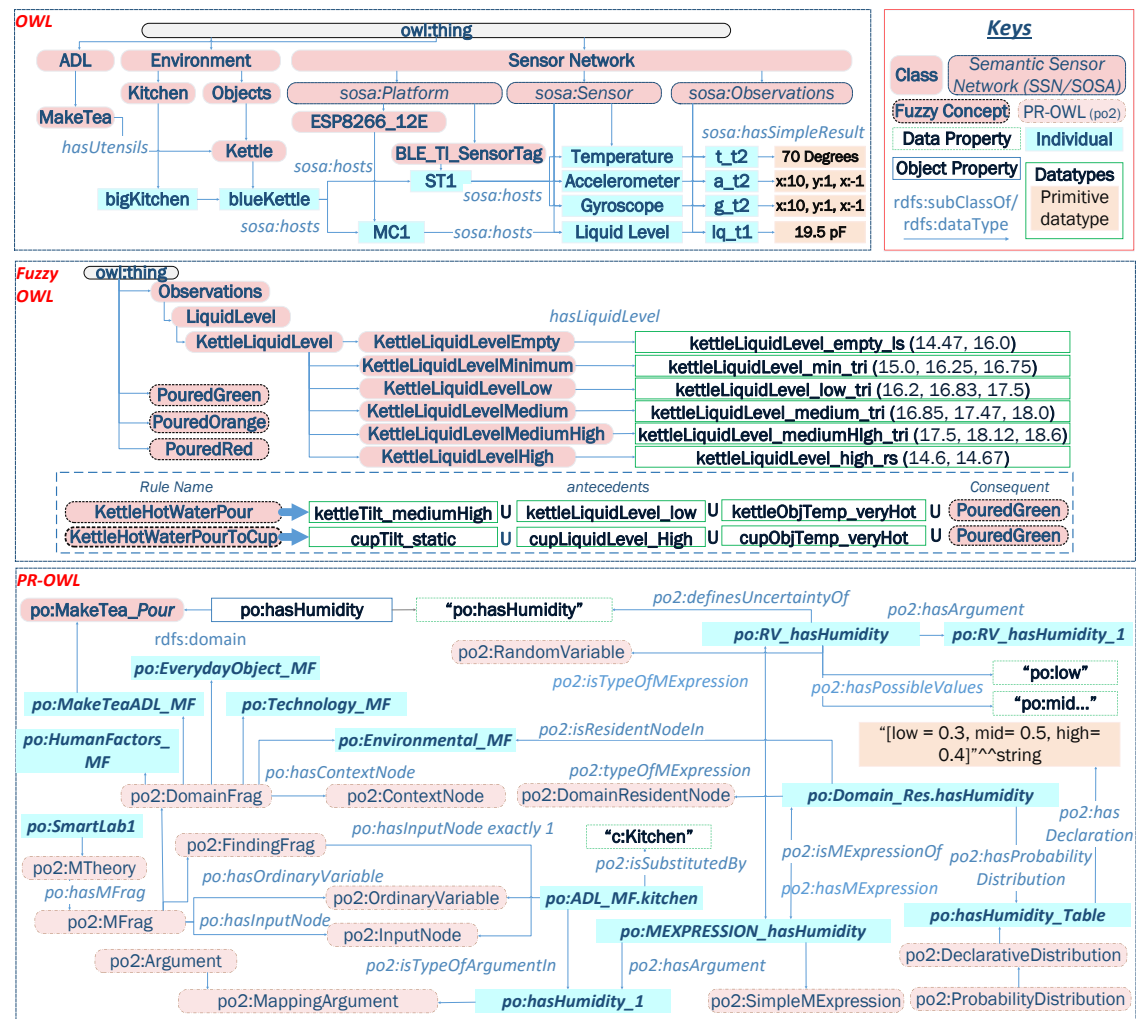 OWL
owl:thing
ADL
Environment
Sensor Network
Kitchen
Objects
sosa:Platform
sosa:Sensor
sosa:Observations
MakeTea
ESP8266_12E
sosa:hasSimpleResult
hasUtensils
Kettle
BLE_TI_SensorTag
Temperature
t_t2
70 Degrees
sosa:hosts
ST1
Accelerometer
a_t2
x:10, y:1, x:-1
bigKitchen
blueKettle
sosa:hosts
Gyroscope
g_t2
x:10, y:1, x:-1
sosa:hosts
MC1
sosa:hosts
Liquid Level
lq_t1
19.5 pF
Keys
Class
Semantic Sensor
Network (SSN/SOSA)
Fuzzy Concept
PR-OWL (po2)
Data Property
Individual
Object Property
Datatypes
Primitive
datatype
rdfs:subClassOf/
rdfs:dataType
Fuzzy
OWL
owl:thing
Observations
LiquidLevel
hasLiquidLevel
KettleLiquidLevel
KettleLiquidLevelEmpty
kettleLiquidLevel_empty_ls (14.47, 16.0)
KettleLiquidLevelMinimum
kettleLiquidLevel_min_tri (15.0, 16.25, 16.75)
PouredGreen
KettleLiquidLevelLow
kettleLiquidLevel_low_tri (16.2, 16.83, 17.5)
PouredOrange
KettleLiquidLevelMedium
kettleLiquidLevel_medium_tri (16.85, 17.47, 18.0)
KettleLiquidLevelMediumHigh
kettleLiquidLevel_mediumHIgh_tri (17.5, 18.12, 18.6)
PouredRed
KettleLiquidLevelHigh
kettleLiquidLevel_high_rs (14.6, 14.67)
Rule Name
antecedents
Consequent
KettleHotWaterPour
kettleTilt_mediumHigh U kettleLiquidLevel_low U kettleObjTemp_veryHot U PouredGreen
KettleHotWaterPourToCup
cupTilt_static U cupLiquidLevel_High U cupObjTemp_veryHot U PouredGreen
PR-OWL
po:MakeTea_Pour
po:hasHumidity
“po:hasHumidity”
po2:definesUncertaintyOf
po2:hasArgument
rdfs:domain
po:RV_hasHumidity
po:RV_hasHumidity_1
po2:RandomVariable
po:EverydayObject_MF
“po:low”
po2:isTypeOfMExpression
po2:hasPossibleValues
po:MakeTeaADL_MF
po:Technology_MF
“po:mid...”
po:HumanFactors_
MF
po:Environmental_MF
po2:isResidentNodeIn
“[low = 0.3, mid= 0.5, high=
0.4]”^^string
po:hasContextNode
po2:typeOfMExpression
po2:DomainFrag
po2:ContextNode
po2:DomainResidentNode
po:Domain_Res.hasHumidity
po:SmartLab1
po:hasInputNode exactly 1
“c:Kitchen”
po2:has
Declaration
po2:FindingFrag
po2:isSubstitutedBy
po2:isMExpressionOf
po2:hasProbability
Distribution
po2:MTheory
po:hasOrdinaryVariable
po:hasMFrag
po2:OrdinaryVariable
po:ADL_MF.kitchen
po2:hasMExpression
po2:MFrag
po:hasInputNode
po2:InputNode
po:MEXPRESSION_hasHumidity
po:hasHumidity_Table
po2:Argument
po2:isTypeOfArgumentIn
po2:hasArgument
po2:DeclarativeDistribution
po2:MappingArgument
po:hasHumidity_1
po2:SimpleMExpression
po2:ProbabilityDistribution